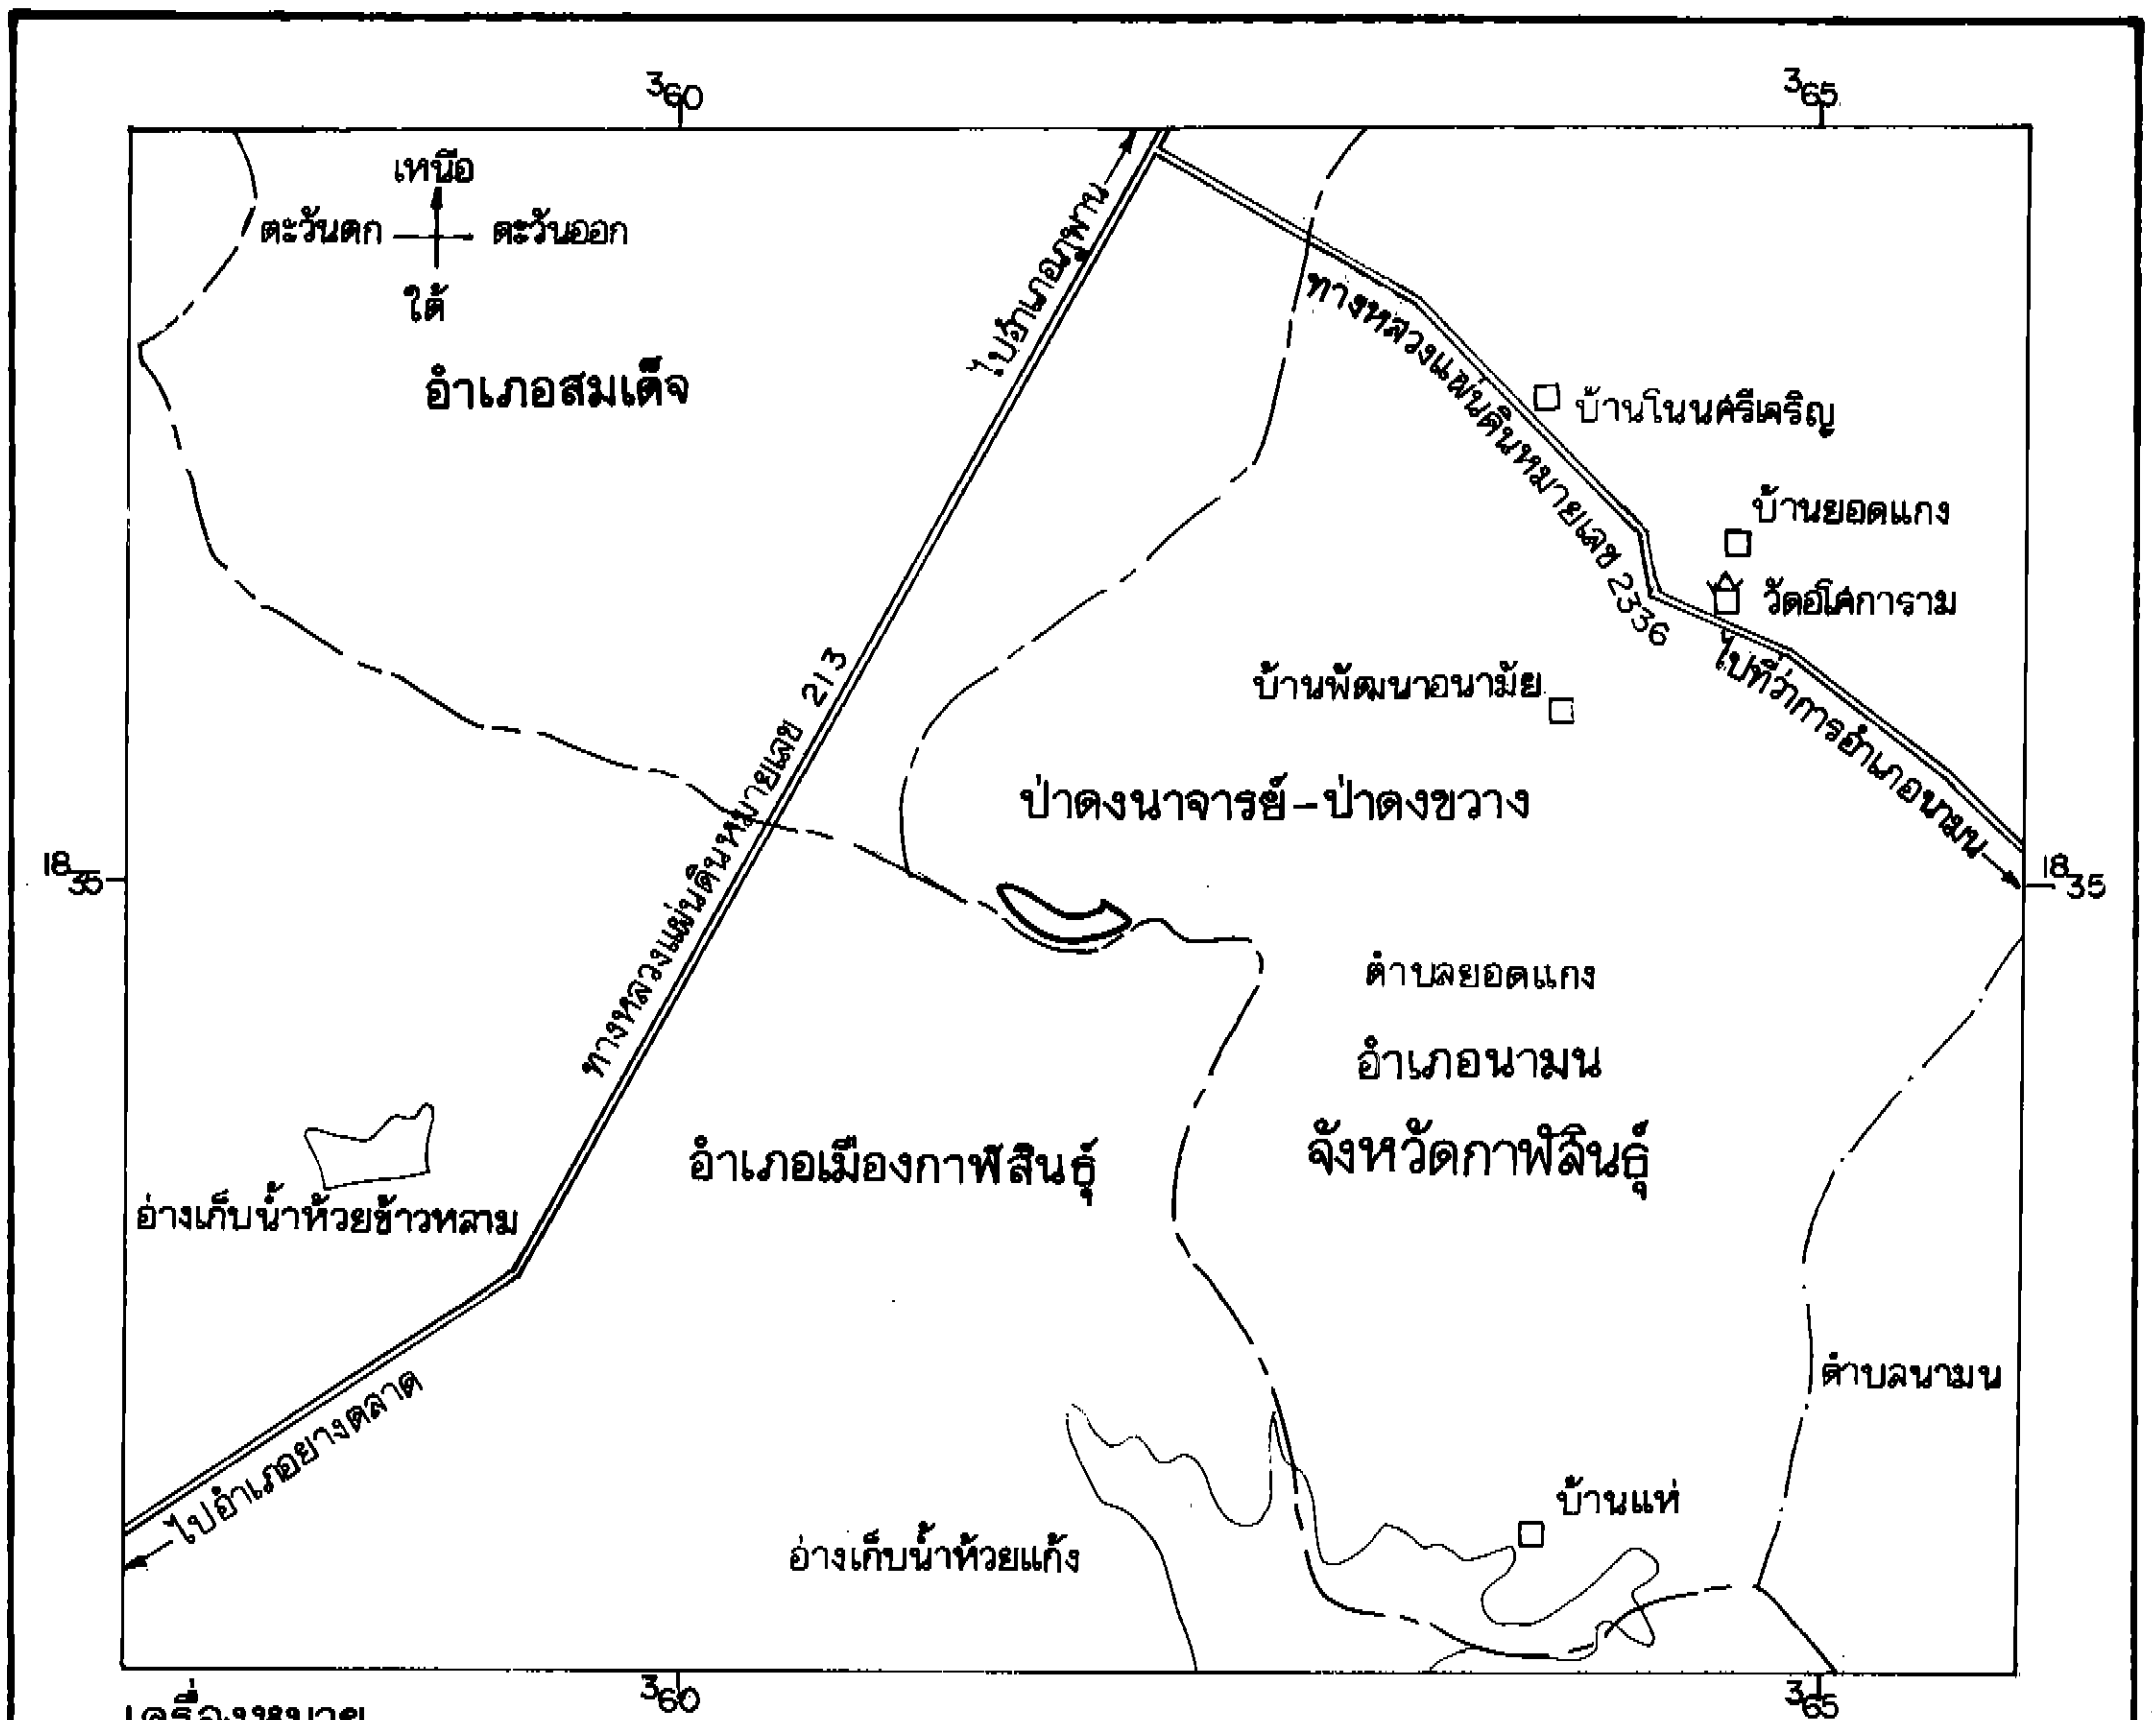 360
365
เหนือ
ตะวันตก
ตะวันออก
ใต้
ไปอำเภอภูพาน
อำเภอสมเด็จ
ทางหลวงแผ่นดินหมายเลข 2336
บ้านโนนศรีเจริญ
บ้านยอดแกง
วัดอโศการาม
ไปที่ว่าการอำเภอนามน
บ้านพัฒนาอนามัย
ทางหลวงแผ่นดินหมายเลข 213
ป่าดงนาจารย์-ป่าดงขวาง
1835
1835
ตำบลยอดแกง
อำเภอนามน
จังหวัดกาฬสินธุ์
อำเภอเมืองกาฬสินธุ์
อ่างเก็บน้ำห้วยข้าวหลาม
ตำบลนามน
ไปอำเภอยางตลาด
บ้านแห่
อ่างเก็บน้ำห้วยแก้ง
360
365
เครื่องหมาย